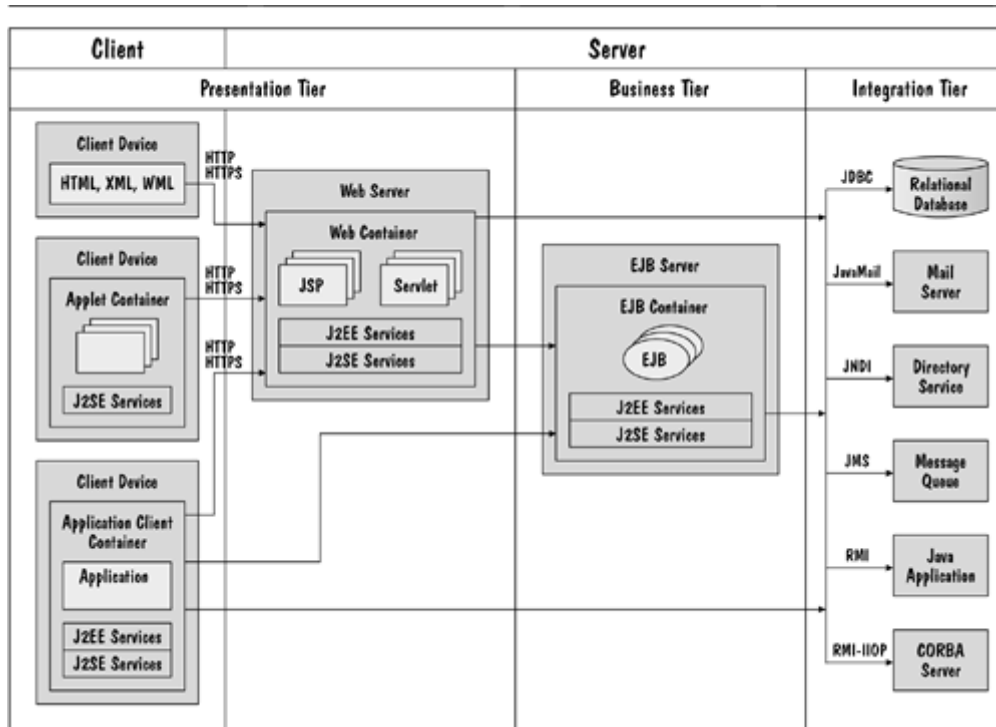 Client
Server
Presentation Tier
Business Tier
Integration Tier
Client Device
HTML, XML, WML
HTTP
HTTPS
Client Device
Applet Container
J2SE Services
HTTP
HTTPS
Client Device
Application Client
Container
Application
J2EE Services
J2SE Services
HTTP
HTTPS
Web Server
Web Container
JSP
Servlet
J2EE Services
J2SE Services
EJB Server
EJB Container
EJB
J2EE Services
J2SE Services
JDBC
Relational
Database
JavaMail
Mail
Server
JNDI
Directory
Service
JMS
Message
Queue
RMI
Java
Application
RMI-IIOP
CORBA
Server